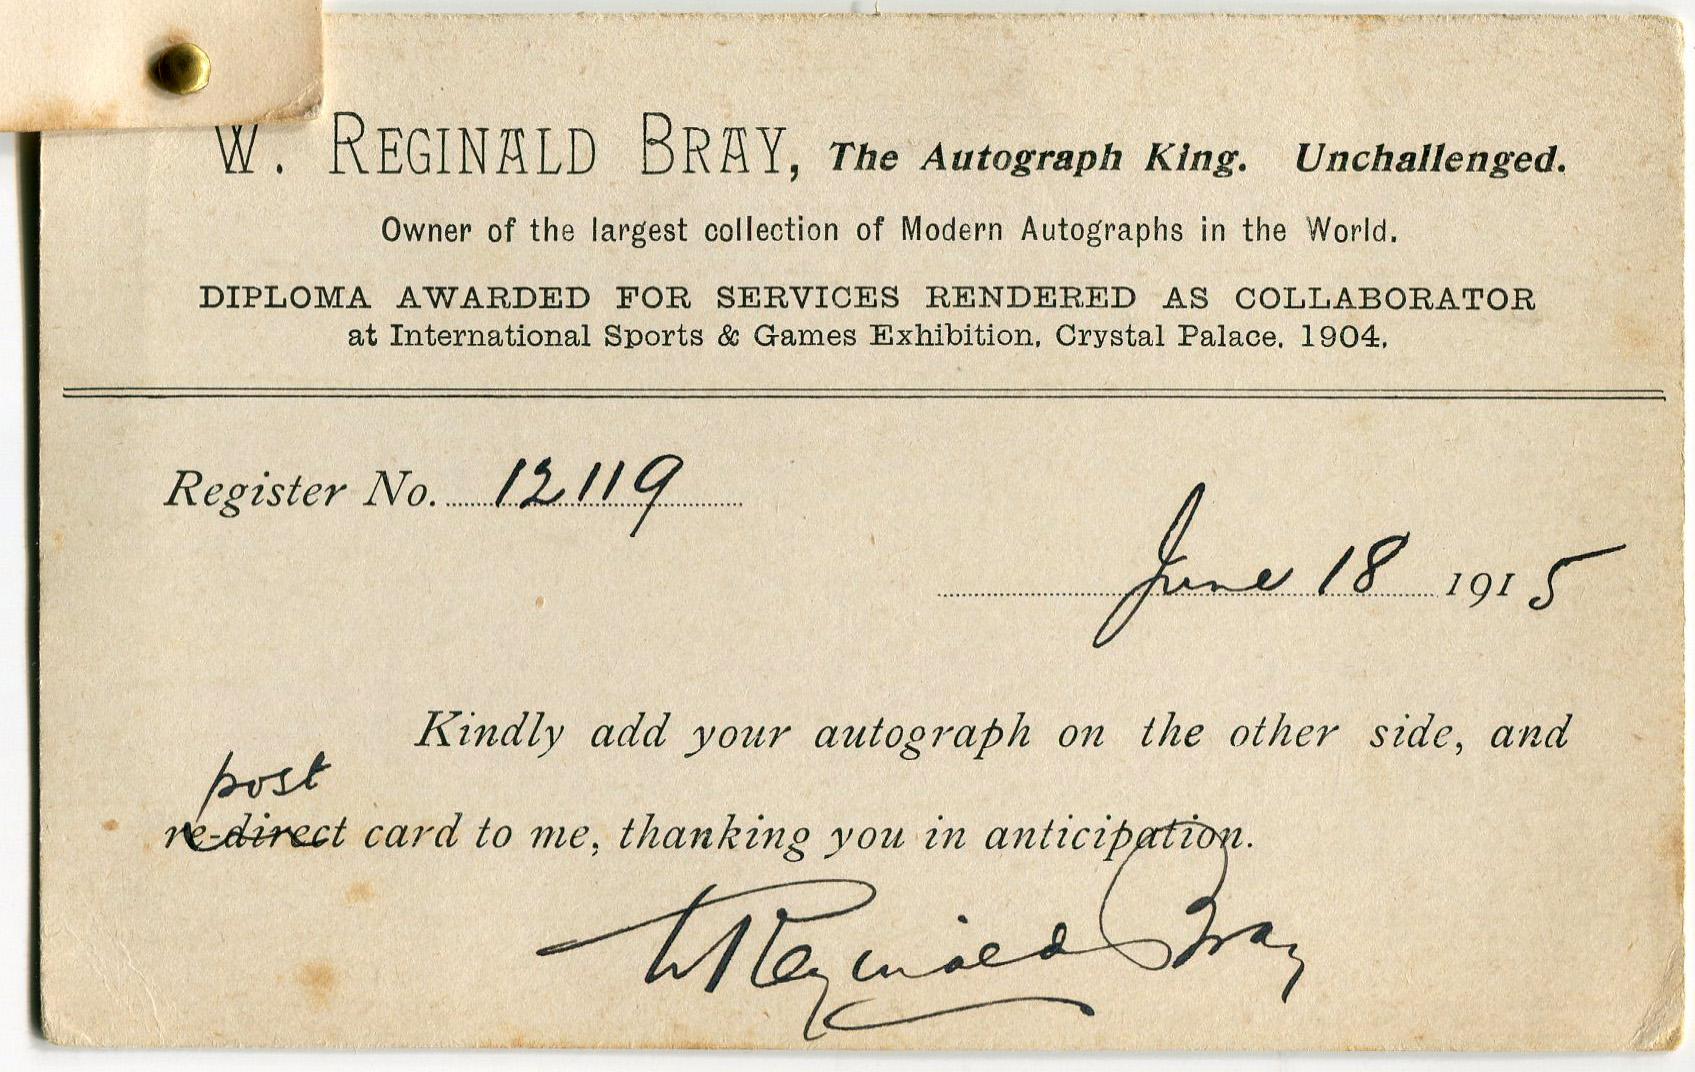 W. REGINALD BRAY, The Autograph King. Unchallenged.
Owner of the largest collection of Modern Autographs in the World.
DIPLOMA AWARDED FOR SERVICES RENDERED AS COLLABORATOR
at International Sports & Games Exhibition, Crystal Palace, 1904.
Register No. 12119
June 18 1915
Kindly add your autograph on the other side, and
post
re-direct card to me, thanking you in anticipation.
W Reginald Bray